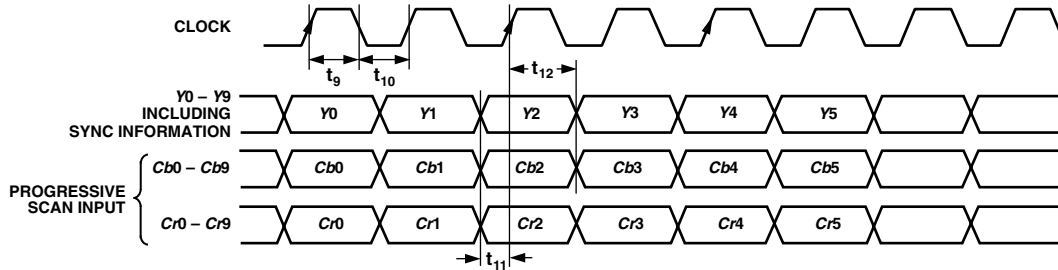 CLOCK
t9 t10 t12
Y0 – Y9
INCLUDING
SYNC INFORMATION
Y0 Y1 Y2 Y3 Y4 Y5
PROGRESSIVE
SCAN INPUT
Cb0 – Cb9
Cb0 Cb1 Cb2 Cb3 Cb4 Cb5
Cr0 – Cr9
Cr0 Cr1 Cr2 Cr3 Cr4 Cr5
t11